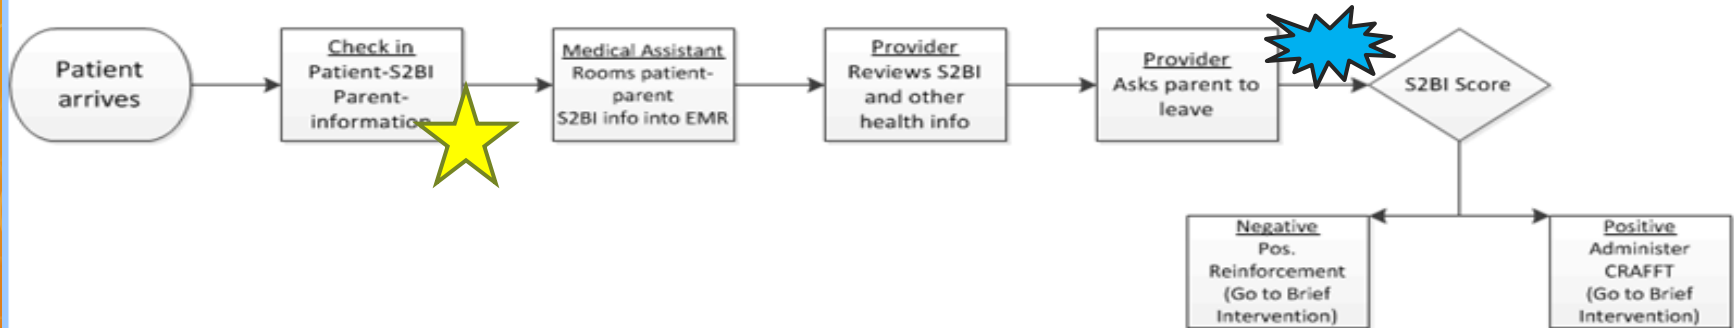 Patient
arrives
Check in
Patient-S2BI
Parent-
information
Medical Assistant
Rooms patient-
parent
S2BI info into EMR
Provider
Reviews S2BI
and other
health info
Provider
Asks parent to
leave
S2BI Score
Negative
Pos.
Reinforcement
(Go to Brief
Intervention)
Positive
Administer
CRAFFT
(Go to Brief
Intervention)